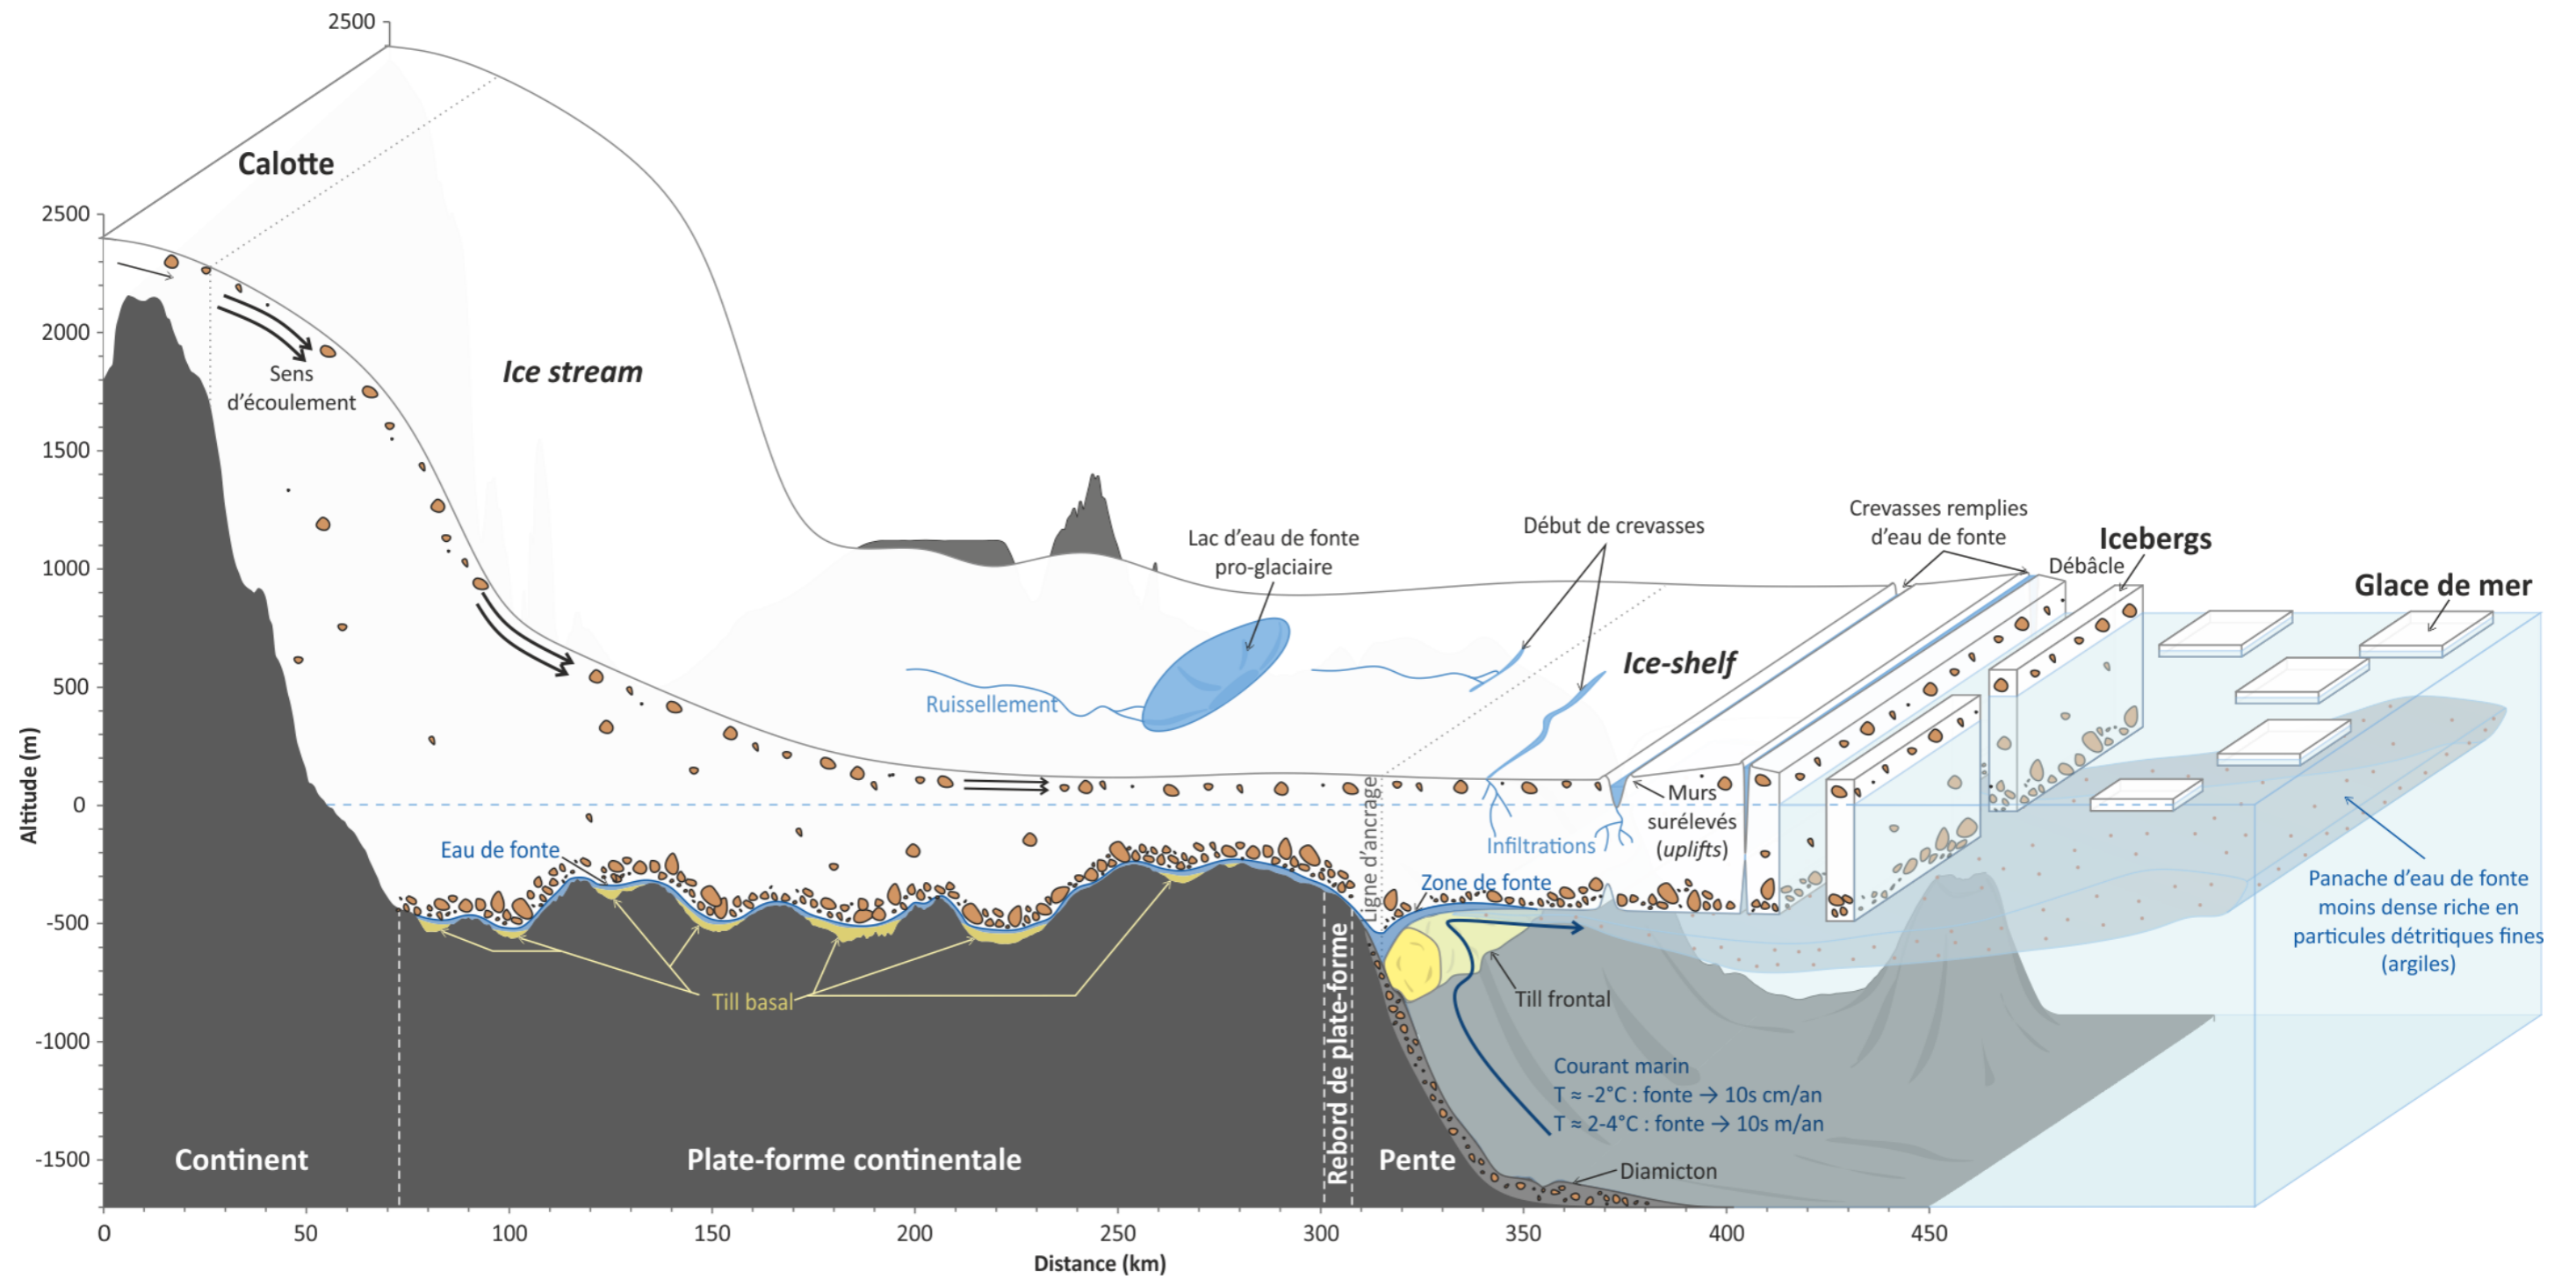 2500
Calotte
2500
2000
1500
1000
500
0
-500
-1000
-1500
Altitude (m)
Sens
d'écoulement
Ice stream
Lac d'eau de fonte
pro-glaciaire
Ruissellement
Début de crevasses
Ice-shelf
Crevasses remplies
d'eau de fonte
Débâcle
Icebergs
Glace de mer
Murs
surélevés
(uplifts)
Infiltrations
Ligne d'ancrage
Zone de fonte
Eau de fonte
Till basal
Till frontal
Panache d'eau de fonte
moins dense riche en
particules détritiques fines
(argiles)
Courant marin
T ≈ -2°C : fonte → 10s cm/an
T ≈ 2-4°C : fonte → 10s m/an
Diamicton
Continent
Plate-forme continentale
Rebord de plate-forme
Pente
0 50 100 150 200 250 300 350 400 450
Distance (km)